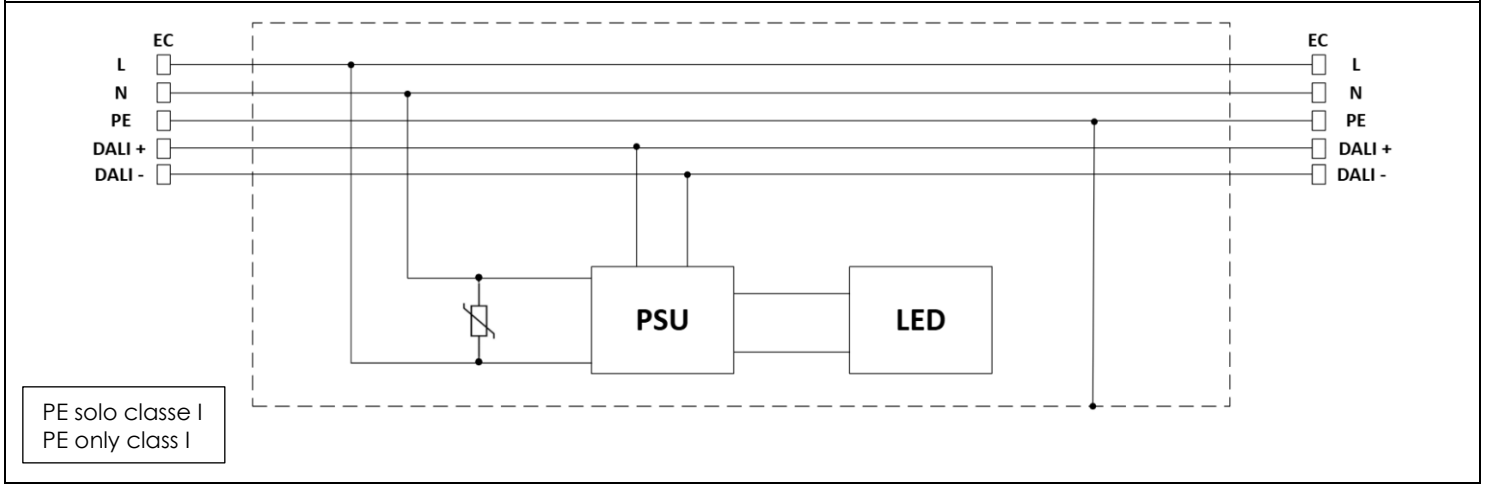 EC EC
L L
N N
PE PE
DALI + DALI +
DALI - DALI -
PSU LED
PE solo classe I
PE only class I